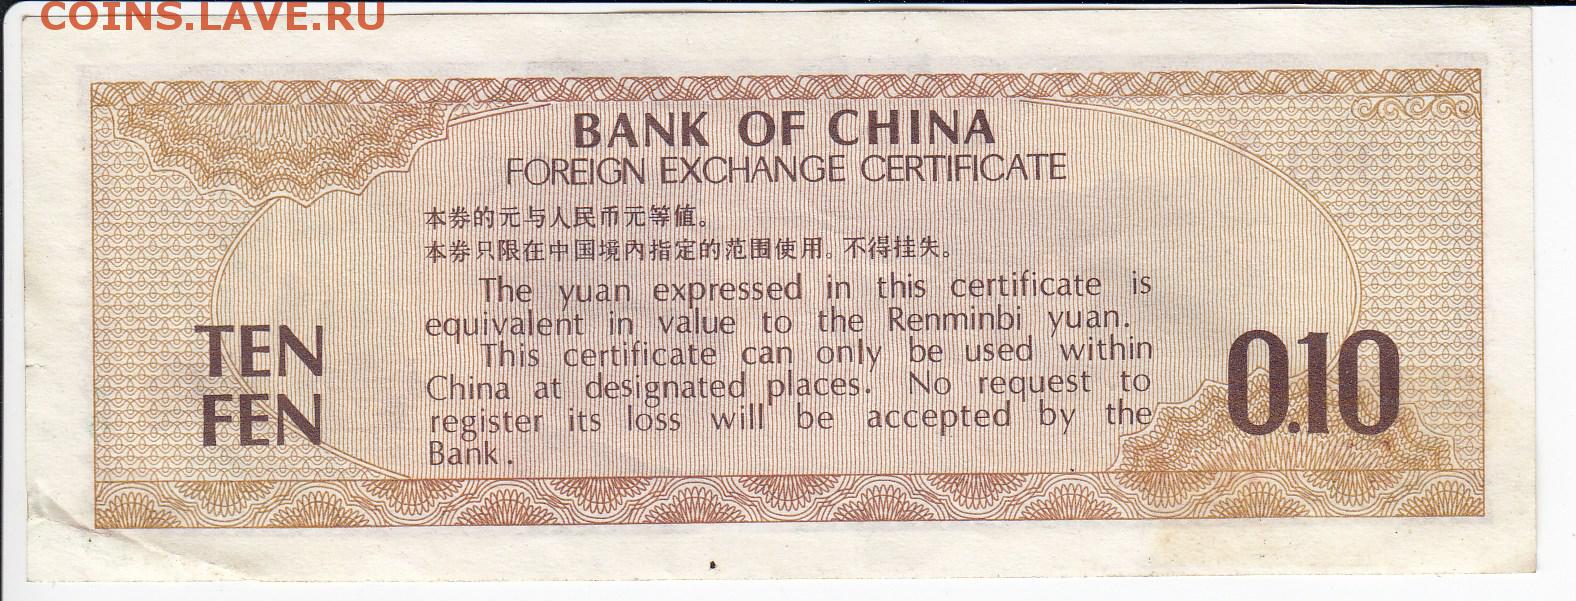 COINS.LAVE.RU
BANK OF CHINA
FOREIGN EXCHANGE CERTIFICATE
本券的元与人民币元等值。
本券只限在中国境内指定的范围使用。不得挂失。
The yuan expressed in this certificate is
equivalent in value to the Renminbi yuan.
This certificate can only be used within
China at designated places. No request to
register its loss will be accepted by the
Bank.
TEN
FEN
0.10